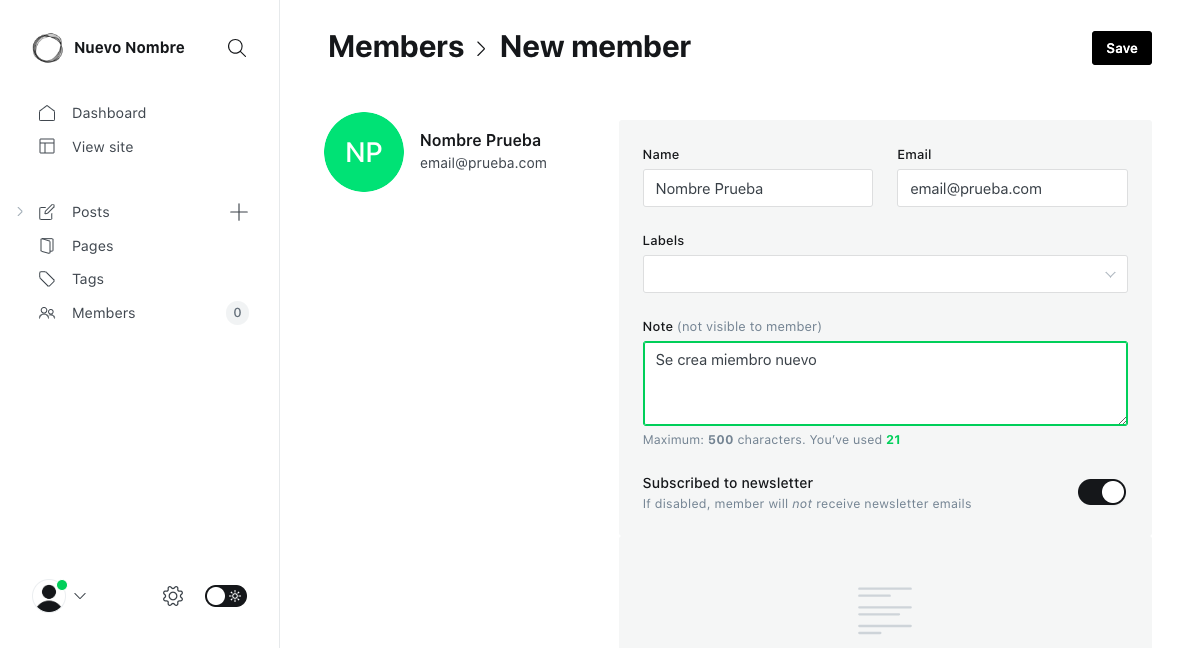 Nuevo Nombre
Dashboard
View site
Posts
Pages
Tags
Members
0
Members > New member
Save
NP
Nombre Prueba
email@prueba.com
Name
Email
Nombre Prueba
email@prueba.com
Labels
Note (not visible to member)
Se crea miembro nuevo
Maximum: 500 characters. You’ve used 21
Subscribed to newsletter
If disabled, member will not receive newsletter emails